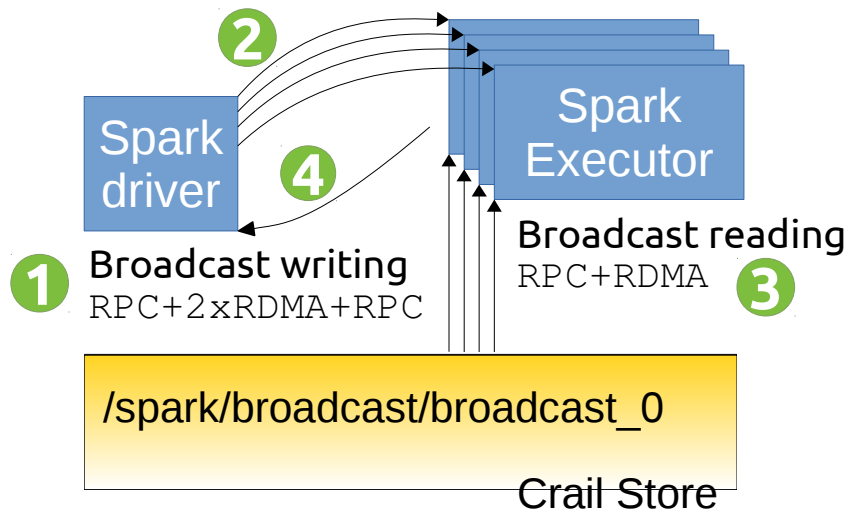 2
Spark
Executor
Spark
driver
4
Broadcast reading
RPC+RDMA
3
1
Broadcast writing
RPC+2xRDMA+RPC
/spark/broadcast/broadcast_0
Crail Store